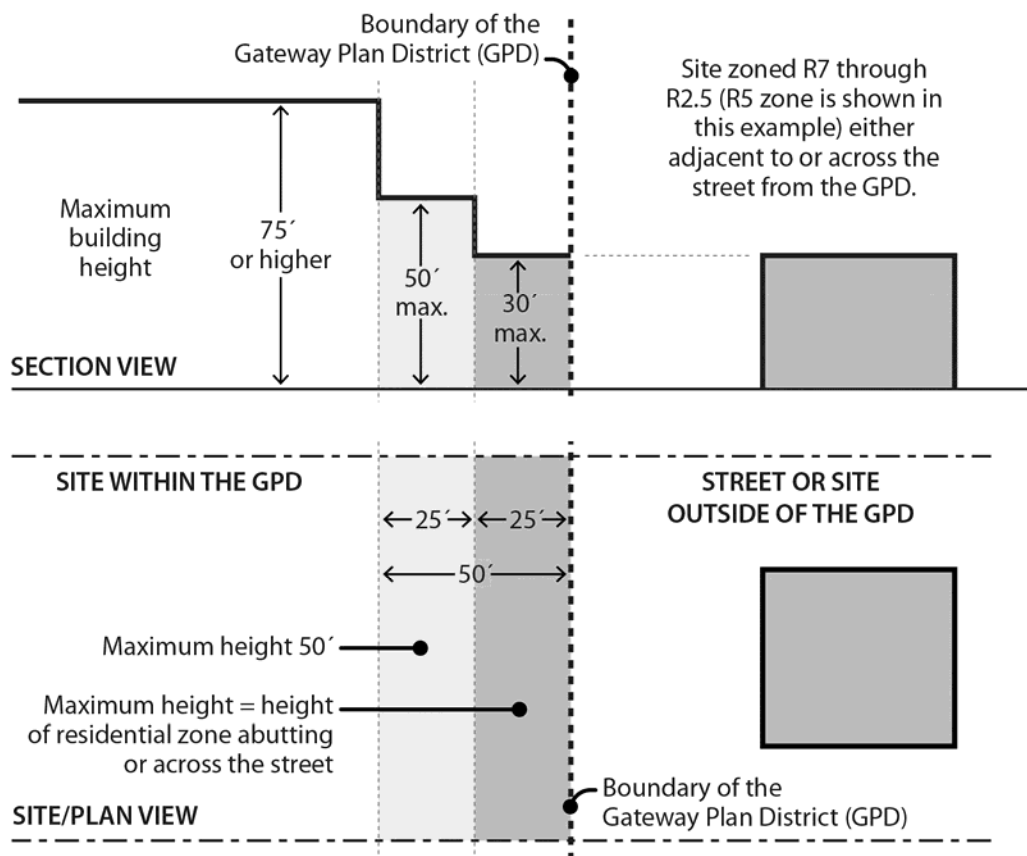 Boundary of the
Gateway Plan District (GPD)
Site zoned R7 through
R2.5 (R5 zone is shown in
this example) either
adjacent to or across the
street from the GPD.
Maximum
building
height
75´
or higher
50´
max.
30´
max.
SECTION VIEW
SITE WITHIN THE GPD
STREET OR SITE
OUTSIDE OF THE GPD
25´
25´
50´
Maximum height 50´
Maximum height = height
of residential zone abutting
or across the street
Boundary of the
Gateway Plan District (GPD)
SITE/PLAN VIEW